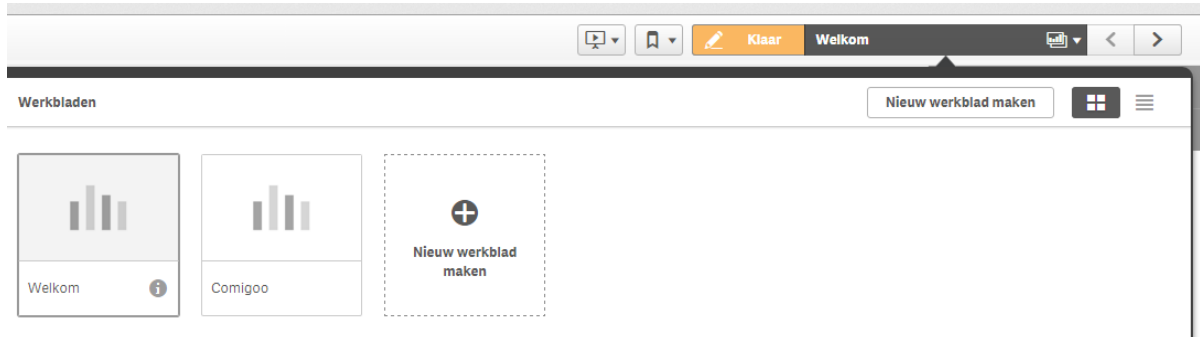 Klaar
Welkom
Werkbladen
Nieuw werkblad maken
Nieuw werkblad
maken
Welkom
Comigoo